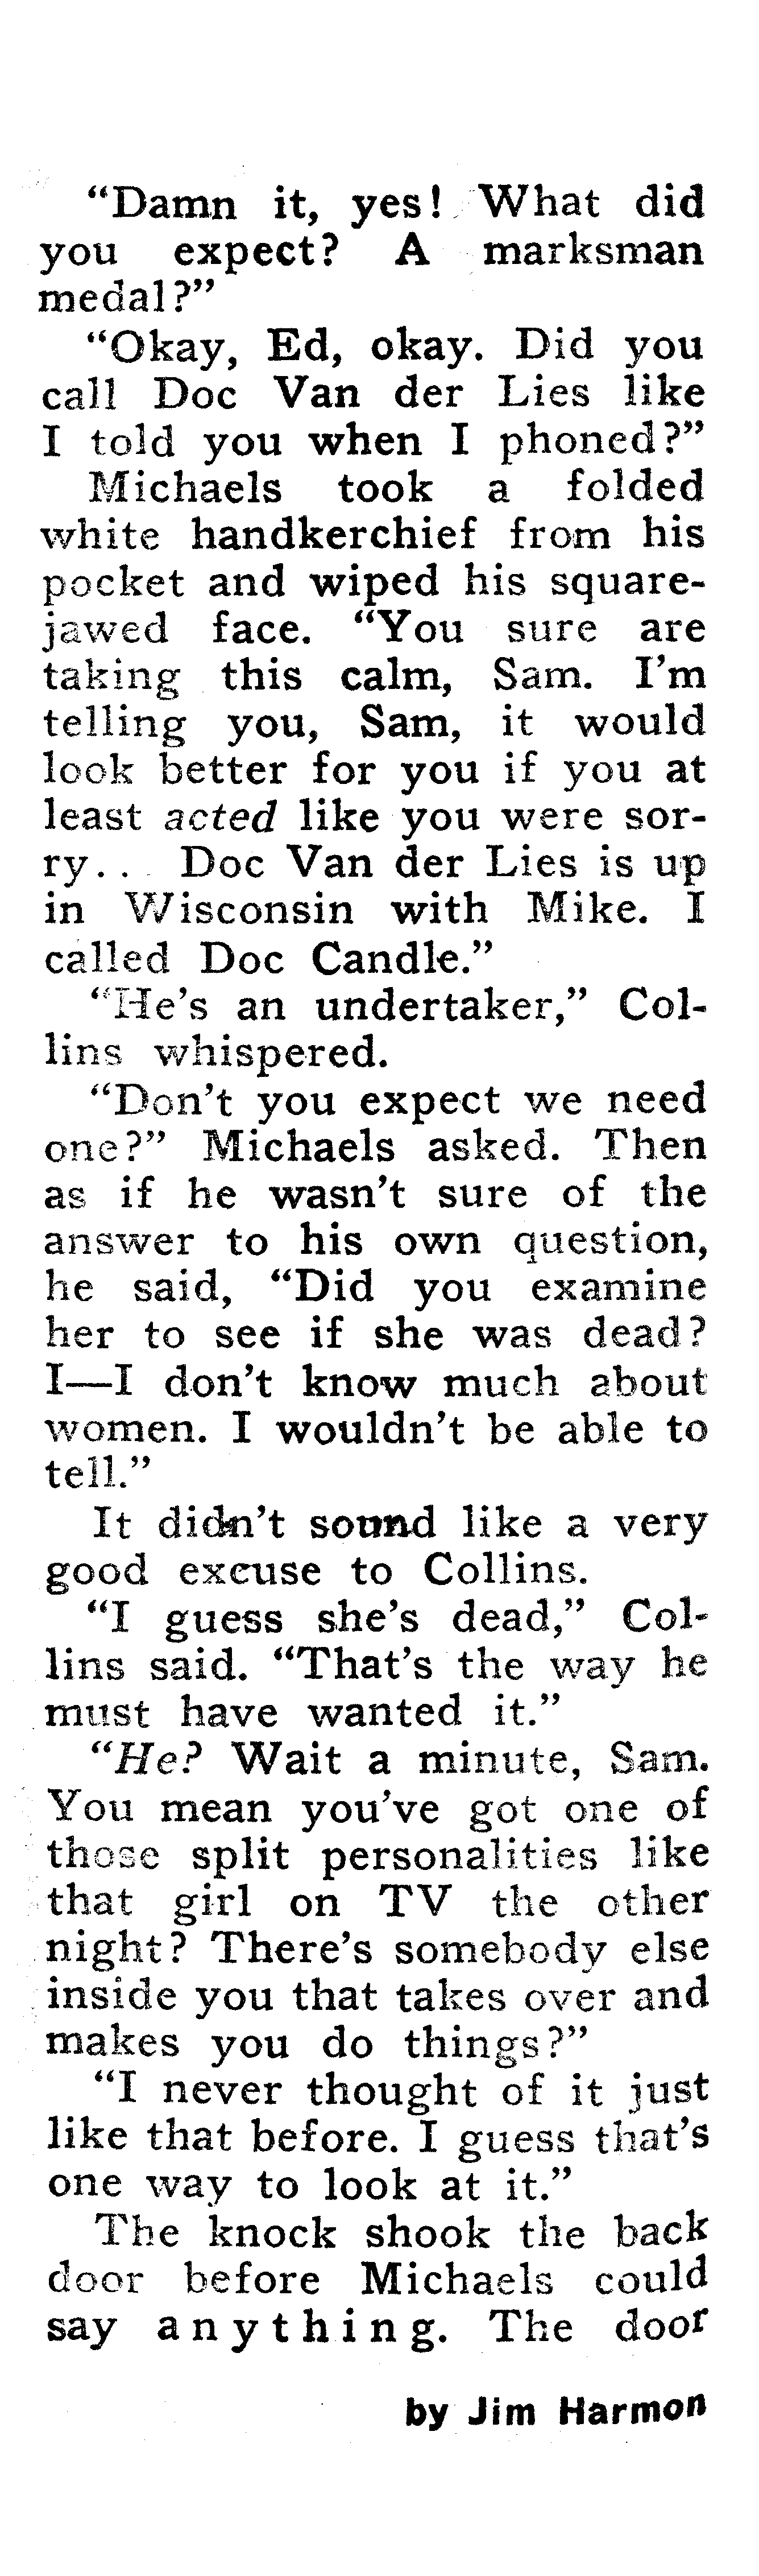 “Damn it, yes! What did
you expect? A marksman
medal?”
“Okay, Ed, okay. Did you
call Doc Van der Lies like
I told you when I phoned?”
Michaels took a folded
white handkerchief from his
pocket and wiped his square-
jawed face. “You sure are
taking this calm, Sam. I’m
telling you, Sam, it would
look better for you if you at
least acted like you were sor-
ry... Doc Van der Lies is up
in Wisconsin with Mike. I
called Doc Candle.”
“He’s an undertaker,” Col-
lins whispered.
“Don’t you expect we need
one?” Michaels asked. Then
as if he wasn’t sure of the
answer to his own question,
he said, “Did you examine
her to see if she was dead?
I—I don’t know much about
women. I wouldn’t be able to
tell.”
It didn’t sound like a very
good excuse to Collins.
“I guess she’s dead,” Col-
lins said. “That’s the way he
must have wanted it.”
“He? Wait a minute, Sam.
You mean you’ve got one of
those split personalities like
that girl on TV the other
night? There’s somebody else
inside you that takes over and
makes you do things?”
“I never thought of it just
like that before. I guess that’s
one way to look at it.”
The knock shook the back
door before Michaels could
say anything. The door
by Jim Harmon